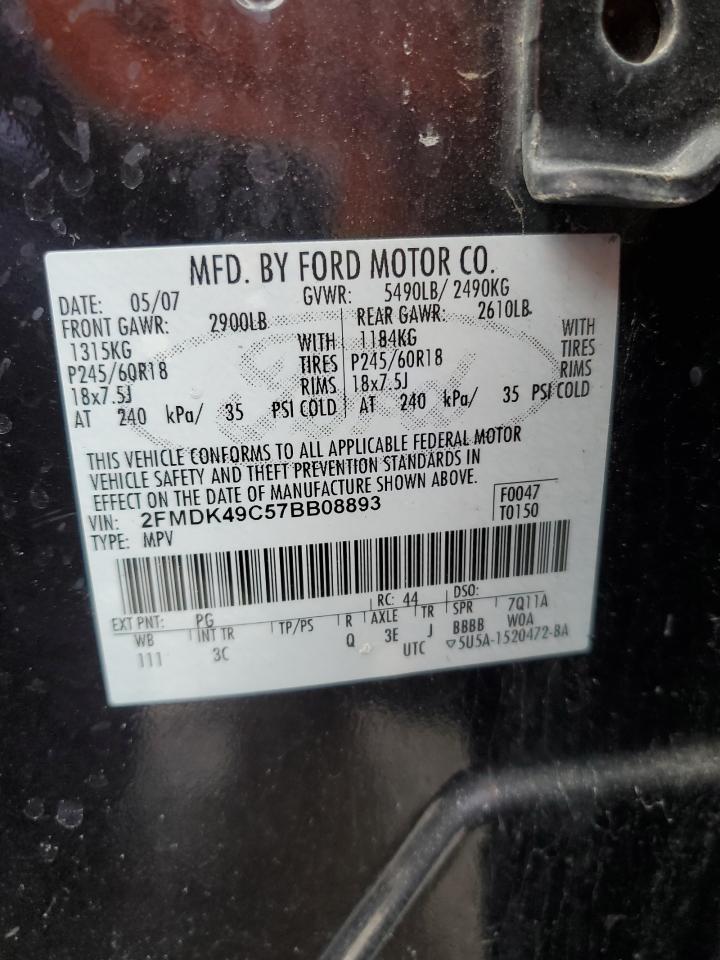 MFD. BY FORD MOTOR CO.
DATE: 05/07 GVWR: 5490LB/ 2490KG
FRONT GAWR: 2900LB REAR GAWR: 2610LB
1315KG WITH 1184KG WITH
P245/60R18 TIRES P245/60R18 TIRES
18x7.5J RIMS 18x7.5J RIMS
AT 240 kPa/ 35 PSI COLD AT 240 kPa/ 35 PSI COLD
THIS VEHICLE CONFORMS TO ALL APPLICABLE FEDERAL MOTOR
VEHICLE SAFETY AND THEFT PREVENTION STANDARDS IN
EFFECT ON THE DATE OF MANUFACTURE SHOWN ABOVE.
VIN: 2FMDK49C57BB08893 F0047
TYPE: MPV T0150
EXT PNT: PG RC: 44 DSO:
WB INT TR TP/PS R AXLE TR SPR 7Q11A
111 3C Q 3E J BBBB W0A
UTC ▽5U5A-1520472-BA